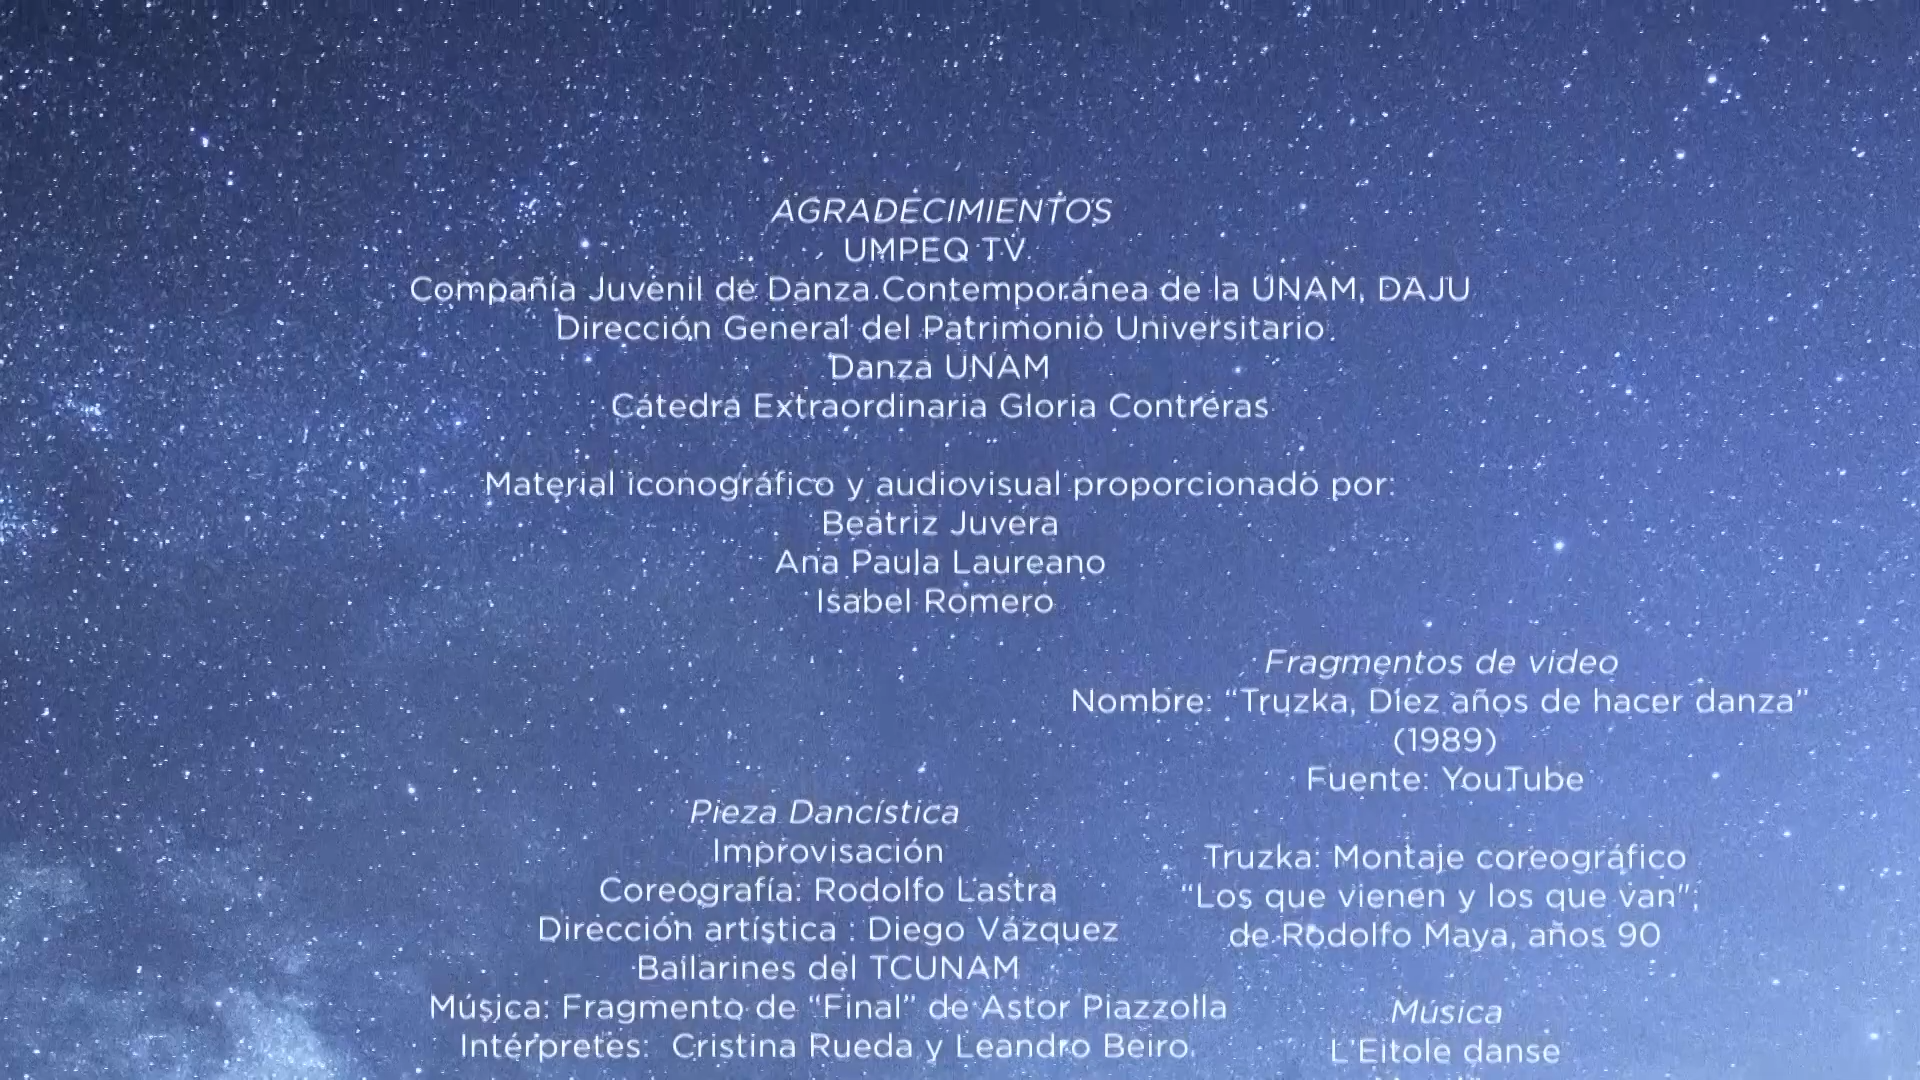 AGRADECIMIENTOS
UMPEQ TV
Compañía Juvenil de Danza Contemporánea de la UNAM, DAJU
Dirección General del Patrimonio Universitario
Danza UNAM
Cátedra Extraordinaria Gloria Contreras
Material iconográfico y audiovisual proporcionado por:
Beatriz Juvera
Ana Paula Laureano
Isabel Romero
Pieza Dancística
Improvisación
Coreografía: Rodolfo Lastra
Dirección artística : Diego Vázquez
Bailarines del TCUNAM
Música: Fragmento de “Final” de Astor Piazzolla
Intérpretes: Cristina Rueda y Leandro Beiro
Fragmentos de video
Nombre: “Truzka, Diez años de hacer danza”
(1989)
Fuente: YouTube
Truzka: Montaje coreográfico
“Los que vienen y los que van",
de Rodolfo Maya, años 90
Música
L’Eitole danse